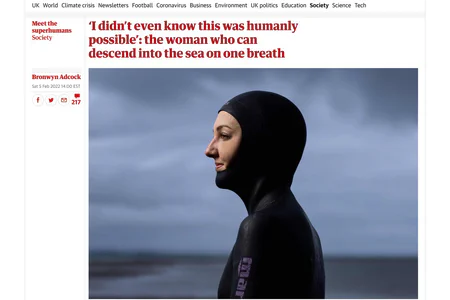 UK World Climate crisis Newsletters Football Coronavirus Business Environment UK politics Education Society Science Tech
Meet the
superhumans
Society
‘I didn’t even know this was humanly
possible’: the woman who can
descend into the sea on one breath
Bronwyn Adcock
Sat 5 Feb 2022 14.00 EST
217